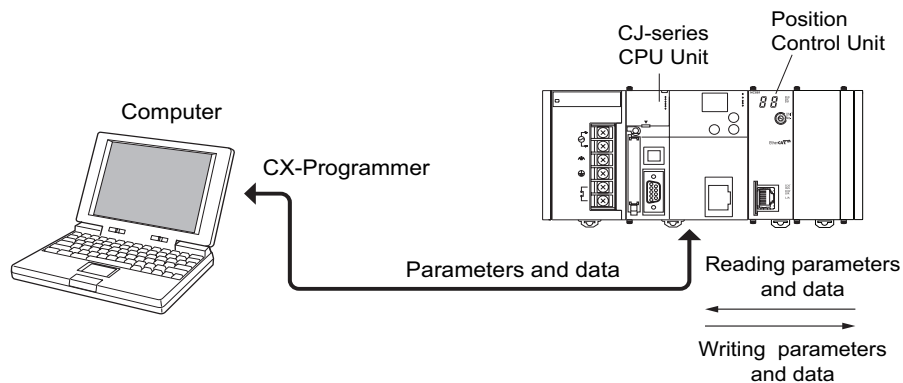 CJ-series
CPU Unit
Position
Control Unit
Computer
CX-Programmer
EtherCAT
Parameters and data
Reading parameters
and data
Writing parameters
and data